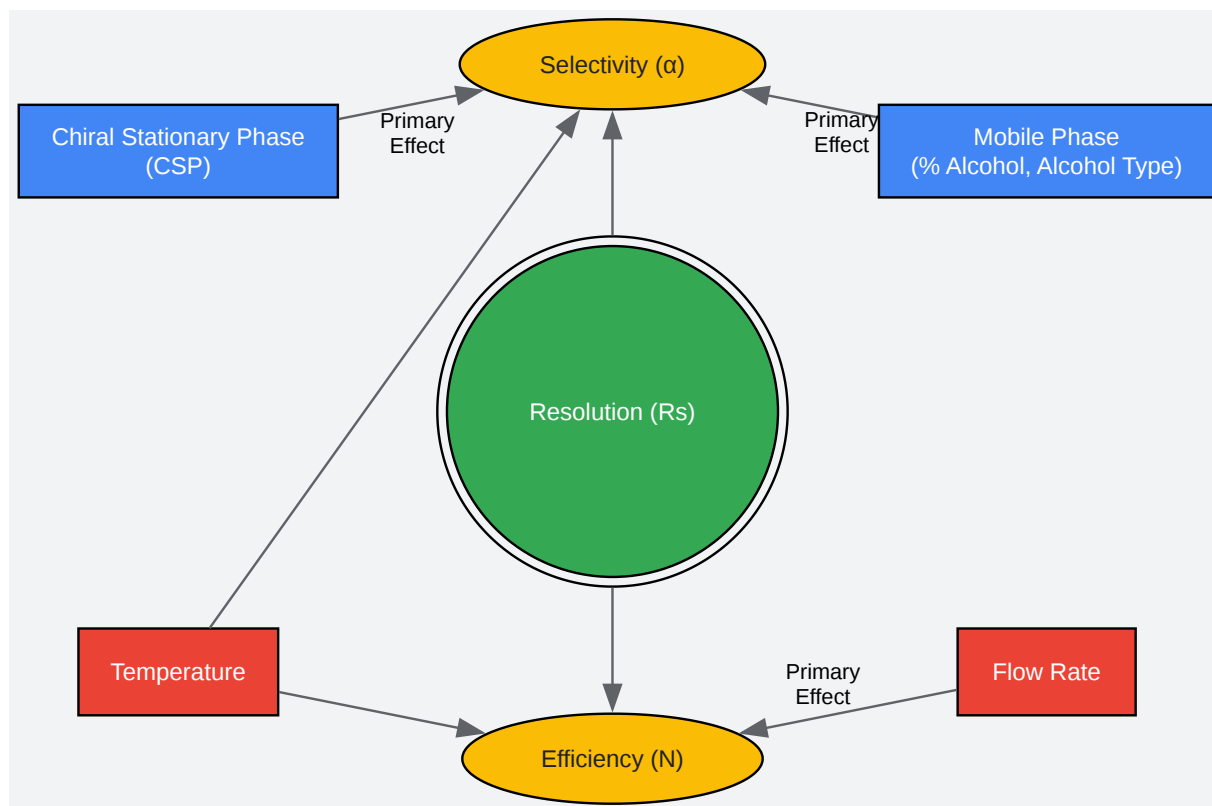 Selectivity (α)
Chiral Stationary Phase
(CSP)
Primary
Effect
Primary
Effect
Mobile Phase
(% Alcohol, Alcohol Type)
Resolution (Rs)
Temperature
Primary
Effect
Flow Rate
Efficiency (N)